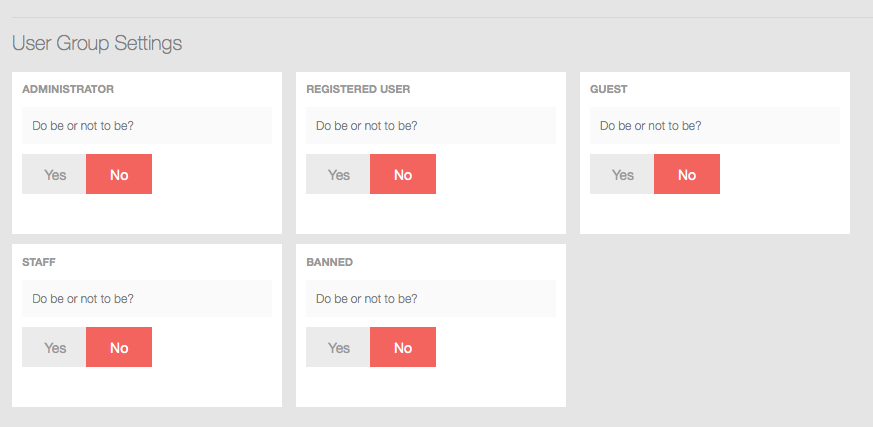 User Group Settings
ADMINISTRATOR
Do be or not to be?
Yes No
REGISTERED USER
Do be or not to be?
Yes No
GUEST
Do be or not to be?
Yes No
STAFF
Do be or not to be?
Yes No
BANNED
Do be or not to be?
Yes No